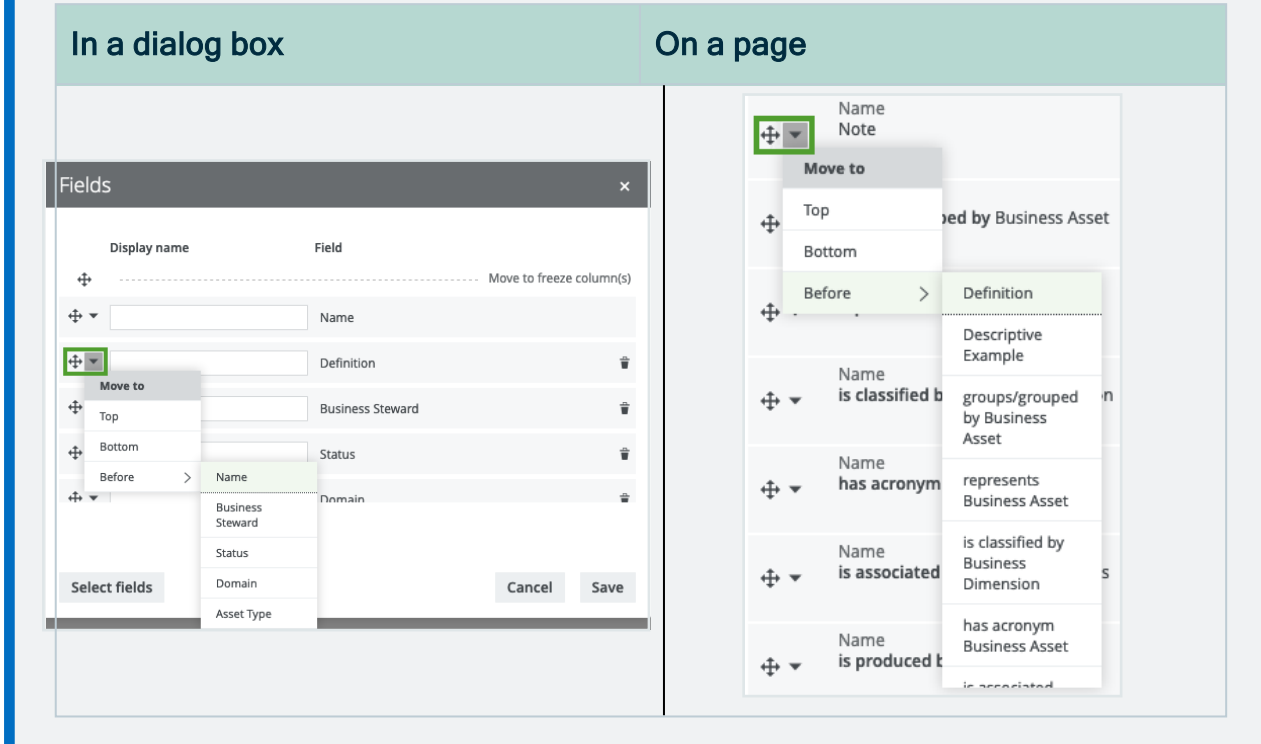 In a dialog box
On a page
Fields
×
Display name
Field
Move to freeze column(s)
Name
Definition
Move to
Top
Bottom
Before
Business Steward
Status
Domain
Name
Business
Steward
Status
Domain
Asset Type
Select fields
Cancel
Save
Name
Note
Move to
Top
Bottom
Before
by Business Asset
Definition
Descriptive
Example
groups/grouped
by Business
Asset
represents
Business Asset
is classified by
Business
Dimension
has acronym
Business Asset
is associated
Name
is classified
Name
has acronym
Name
is associated
Name
is produced